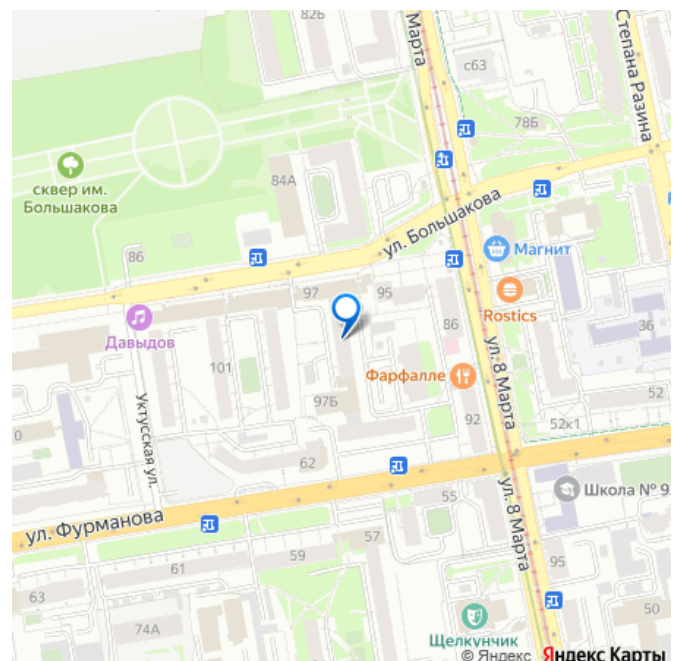 82Б
Марта
с63
Степана Разина
78Б
сквер им.
Большакова
84А
ул. Большакова
86
Магнит
97
95
Rostics
36
Давыдов
86
101
ул. 8 Марта
Фарфалле
97Б
52
92
52к1
Уктусская ул.
0
62
ул. Фурманова
55
ул. 8 Марта
Школа № 9
57
59
95
61
63
50
74А
Щелкунчик
© Яндекс Яндекс Карты